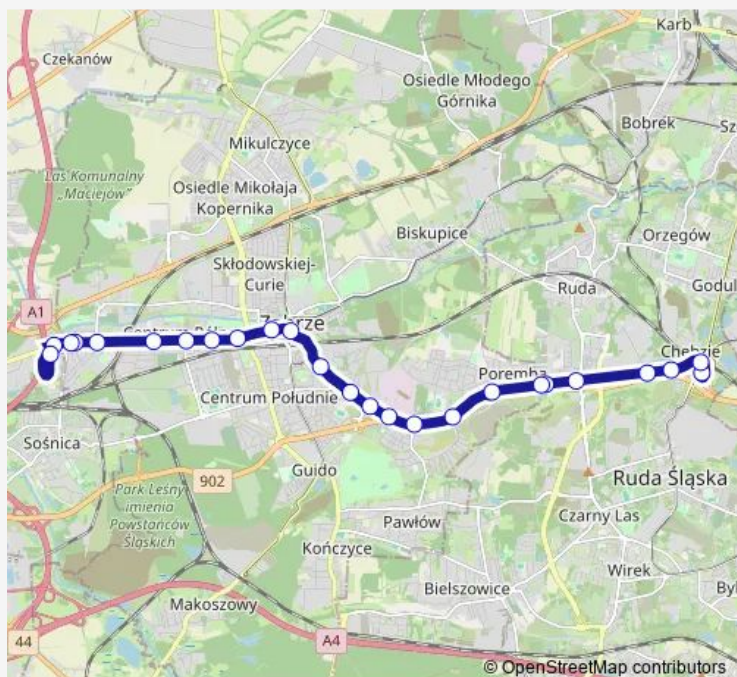 Karb
Czekanów
Osiedle Młodego
Górnika
Bobrek
Mikulczyce
Las Komunalny
„Maciejów”
Osiedle Mikołaja
Kopernika
Biskupice
Orzegów
Skłodowskiej-
Curie
Ruda
Godul
A1
Zabrze
Chebzie
Poremba
Centrum Południe
Sośnica
Guido
902
Ruda Śląska
Park Leśny
imienia
Powstańców
Śląskich
Pawłów
Czarny Las
Kończyce
Wirek
Bielszowice
Makoszowy
44
A4
© OpenStreetMap contributors